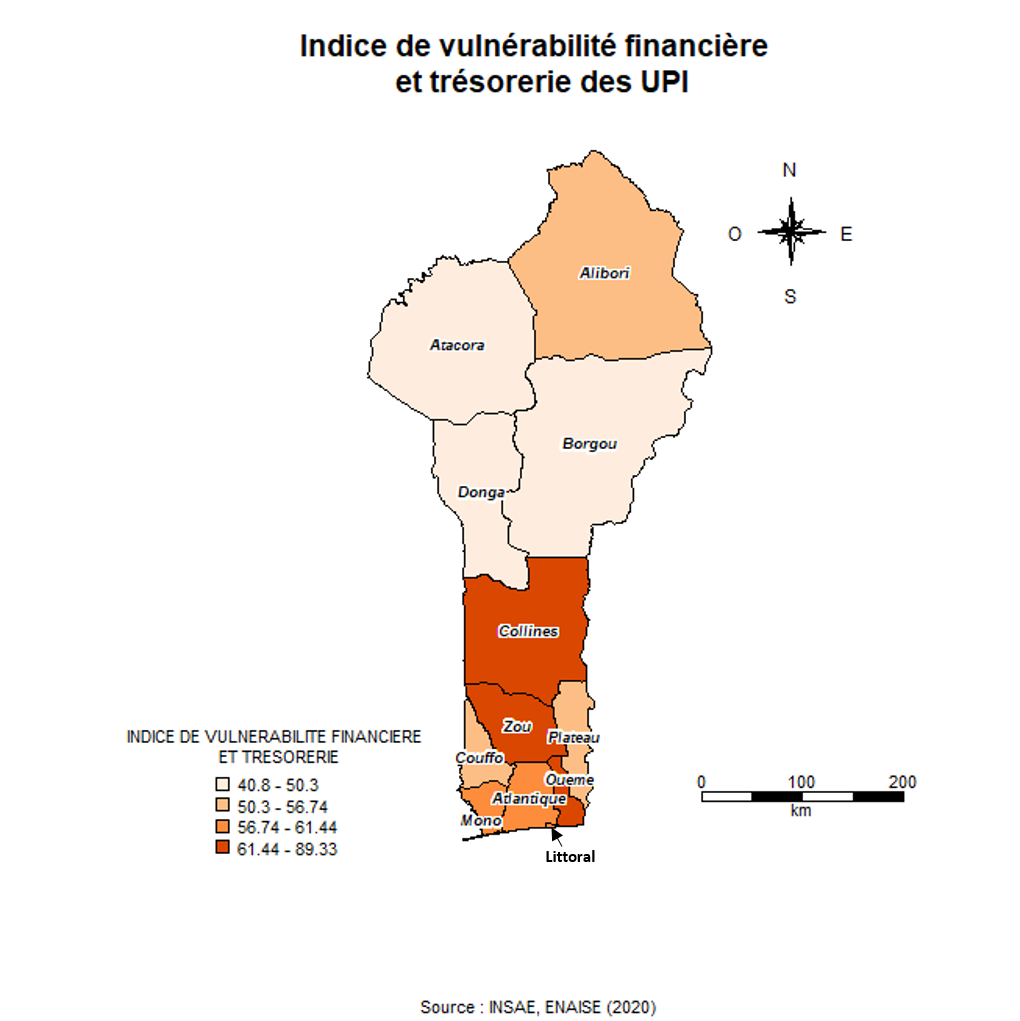 Indice de vulnérabilité financière
et trésorerie des UPI
N
O
E
S
Alibori
Atacora
Borgou
Donga
Collines
Zou
Plateau
Couffo
Oueme
Atlantique
Mono
Littoral
INDICE DE VULNERABILITE FINANCIERE
ET TRESORERIE
40.8 - 50.3
50.3 - 56.74
56.74 - 61.44
61.44 - 89.33
0 100 200
km
Source : INSAE, ENAISE (2020)